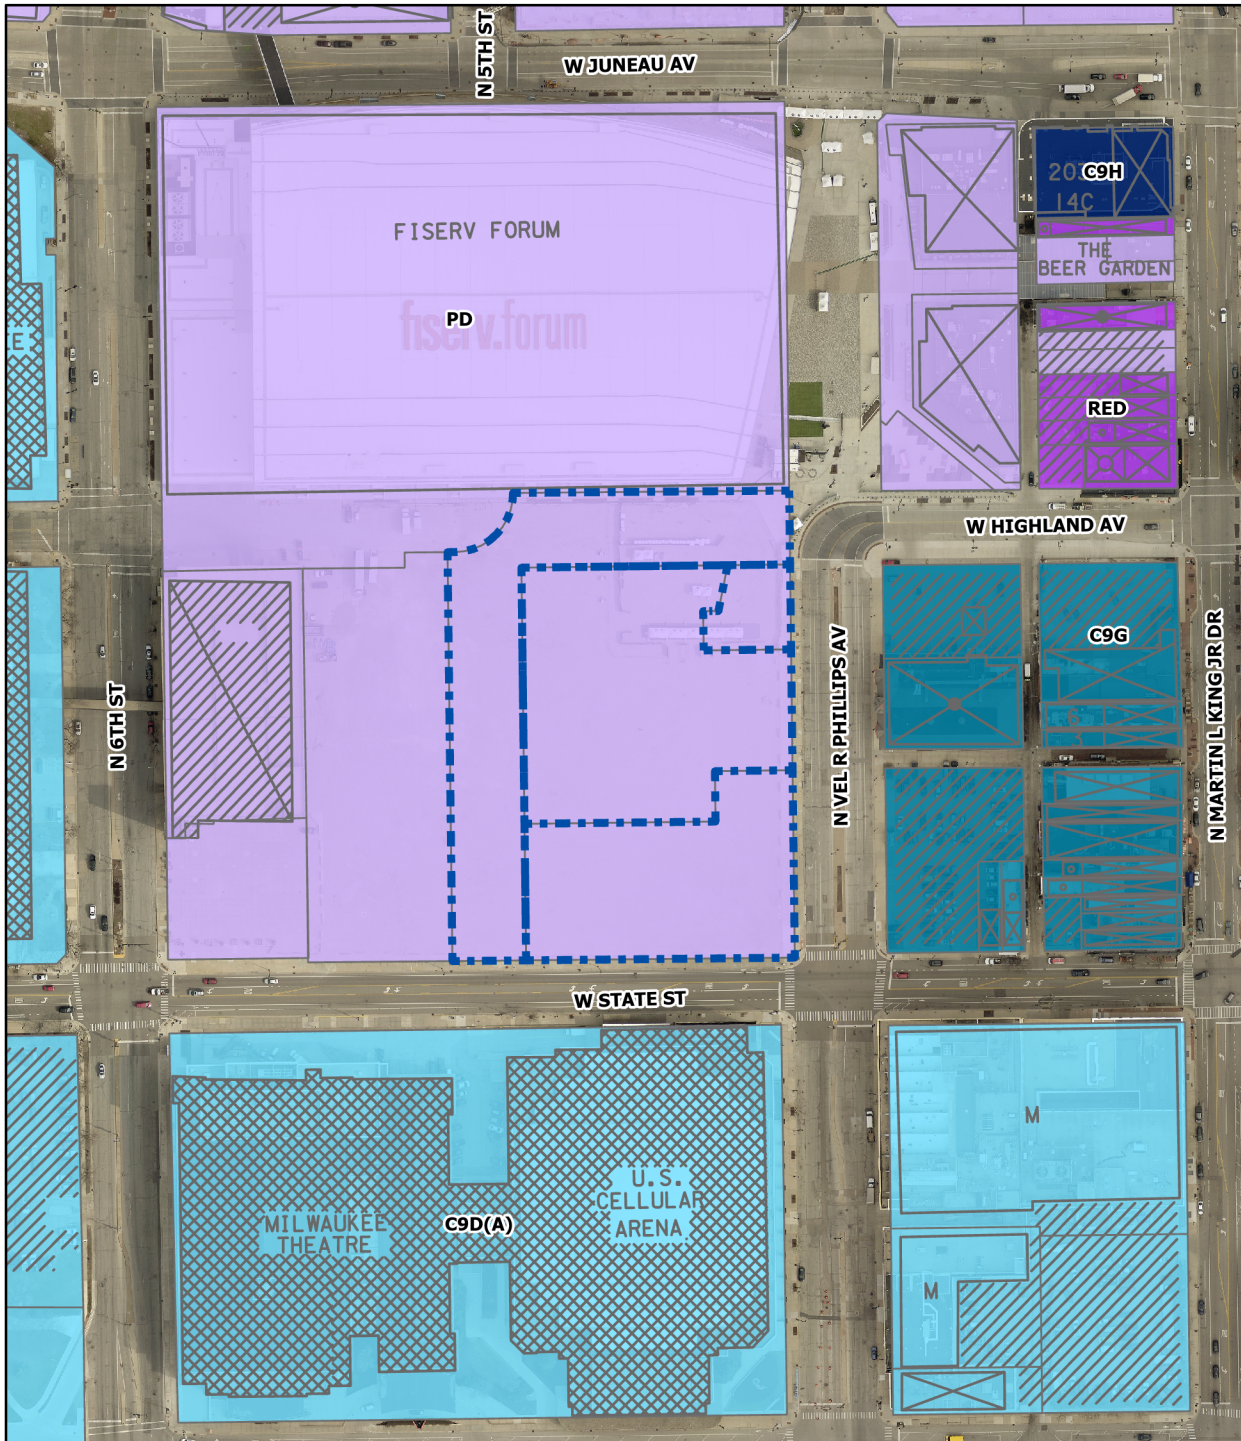 N 5TH ST
W JUNEAU AV
C9H
14C
FISERV FORUM
THE
BEER GARDEN
PD
fiserv.forum
RED
W HIGHLAND AV
C9G
N 6TH ST
N VEL R PHILLIPS AV
N MARTIN L KING JR DR
W STATE ST
M
U.S.
CELLULAR
ARENA
MILWAUKEE
THEATRE
C9D(A)
M